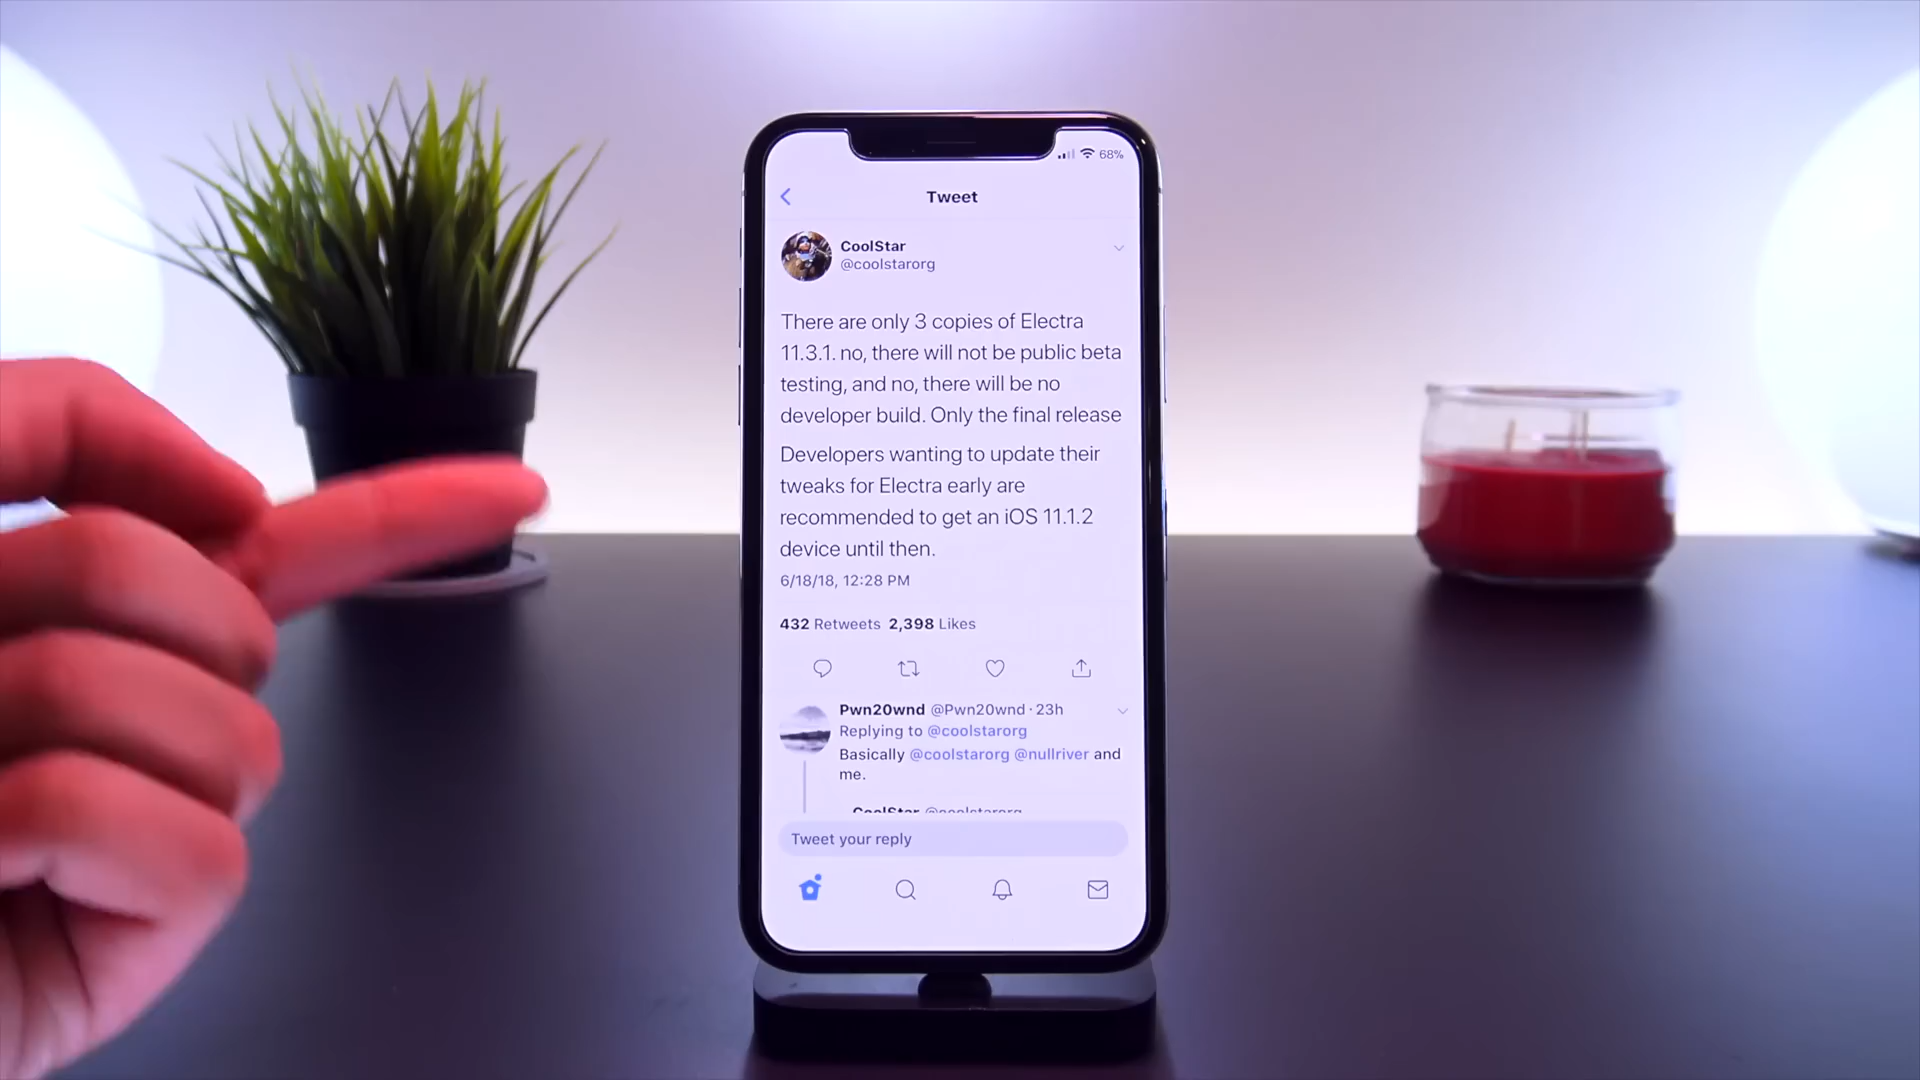 68%
Tweet
CoolStar
@coolstarorg
There are only 3 copies of Electra
11.3.1. no, there will not be public beta
testing, and no, there will be no
developer build. Only the final release
Developers wanting to update their
tweaks for Electra early are
recommended to get an iOS 11.1.2
device until then.
6/18/18, 12:28 PM
432 Retweets 2,398 Likes
Pwn20wnd @Pwn20wnd · 23h
Replying to @coolstarorg
Basically @coolstarorg @nullriver and
me.
CoolStar @coolstarorg
Tweet your reply